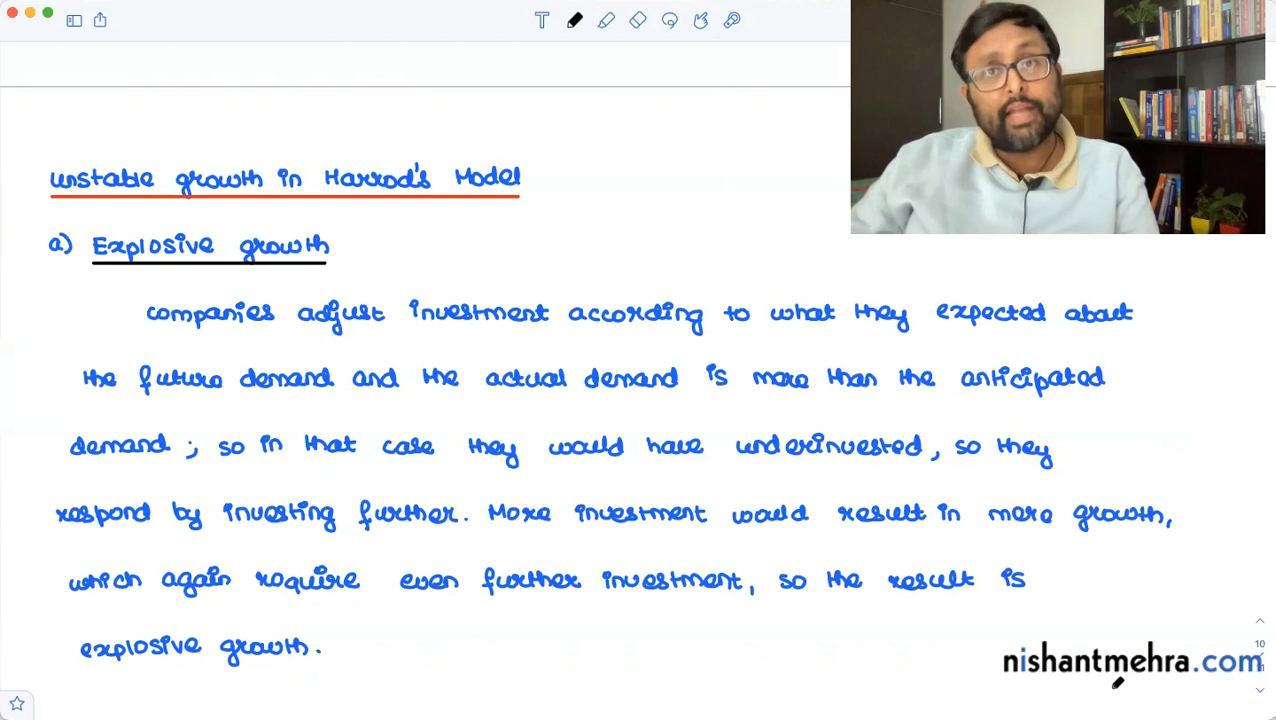 unstable growth in Harrod's Model
a) Explosive growth
companies adjust investment according to what they expected about
the future demand and the actual demand is more than the anticipated
demand ; so in that case they would have underinvested, so they
respond by investing further. More investment would result in more growth,
which again require even further investment, so the result is
explosive growth.
10
nishantmehra.com